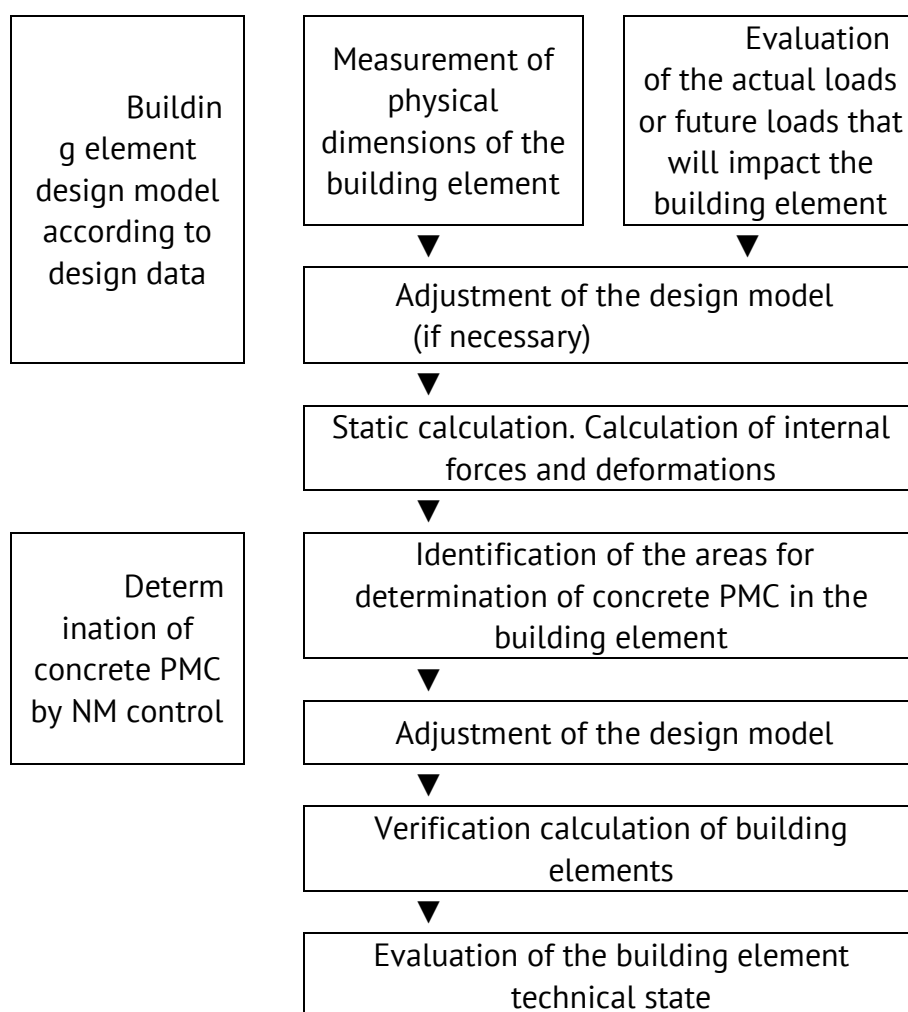 Buildin
g element
design model
according to
design data
Measurement of
physical
dimensions of the
building element
Evaluation
of the actual loads
or future loads that
will impact the
building element
Adjustment of the design model
(if necessary)
Static calculation. Calculation of internal
forces and deformations
Determ
ination of
concrete PMC
by NM control
Identification of the areas for
determination of concrete PMC in the
building element
Adjustment of the design model
Verification calculation of building
elements
Evaluation of the building element
technical state